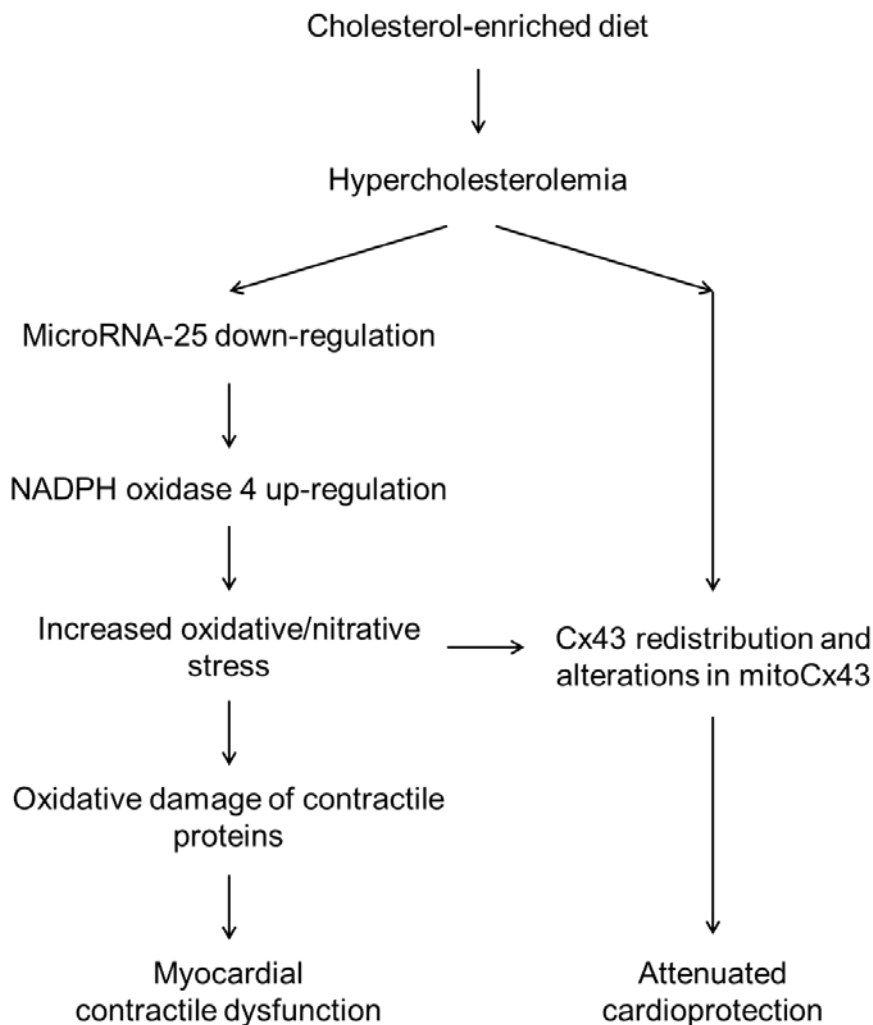 Cholesterol-enriched diet
Hypercholesterolemia
MicroRNA-25 down-regulation
NADPH oxidase 4 up-regulation
Increased oxidative/nitrative
stress
Cx43 redistribution and
alterations in mitoCx43
Oxidative damage of contractile
proteins
Myocardial
contractile dysfunction
Attenuated
cardioprotection